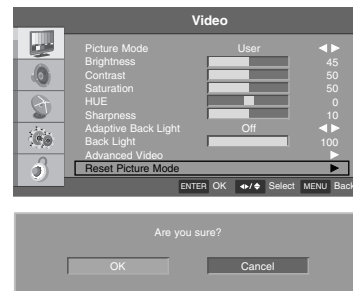 Video
Picture Mode User
Brightness 45
Contrast 50
Saturation 50
HUE 0
Sharpness 10
Adaptive Back Light Off
Back Light 100
Advanced Video
Reset Picture Mode
ENTER OK Select MENU Back
Are you sure?
OK Cancel